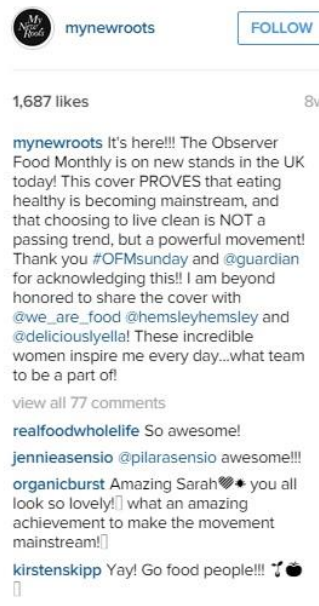 My
New
Roots
mynewroots
FOLLOW
1,687 likes
8w
mynewroots It's here!!! The Observer
Food Monthly is on new stands in the UK
today! This cover PROVES that eating
healthy is becoming mainstream, and
that choosing to live clean is NOT a
passing trend, but a powerful movement!
Thank you #OFMsunday and @guardian
for acknowledging this!! I am beyond
honored to share the cover with
@we_are_food @hemsleyhemsley and
@deliciouslyella! These incredible
women inspire me every day...what team
to be a part of!
view all 77 comments
realfoodwholelife So awesome!
jennieasensio @pilarasensio awesome!!!
organicburst Amazing Sarah you all
look so lovely! what an amazing
achievement to make the movement
mainstream!
kirstenskipp Yay! Go food people!!!